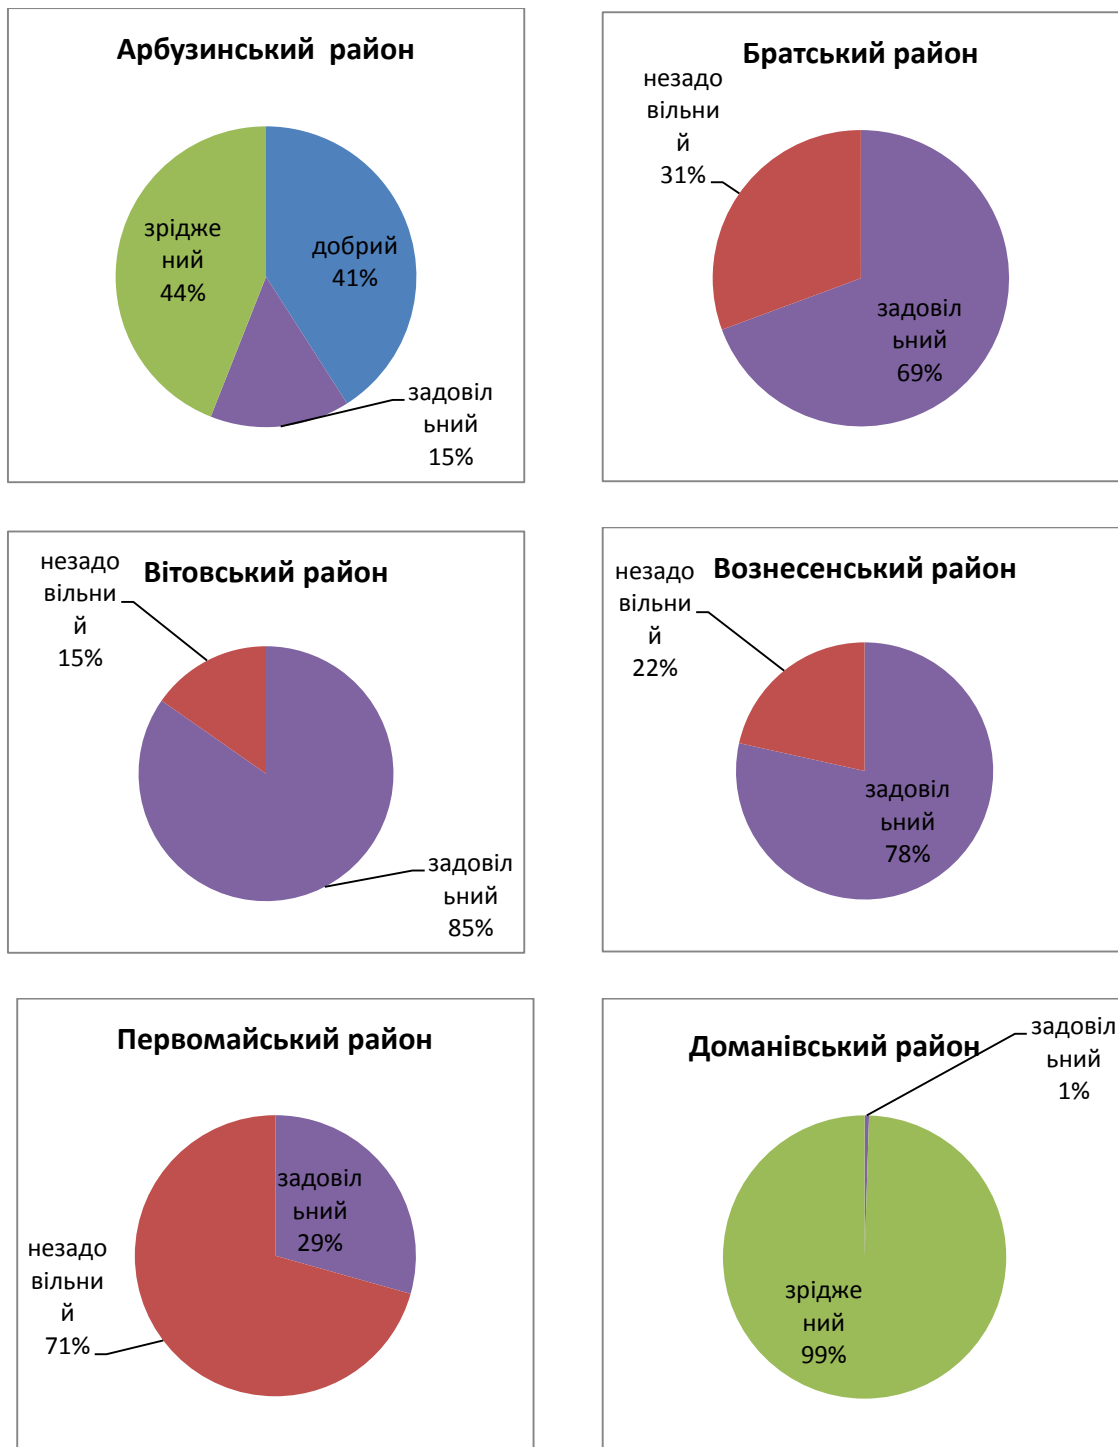 Арбузинський район
зрідже
ний
44%
добрий
41%
задовіл
ьний
15%
Братський район
незадо
вільни
й
31%
задовіл
ьний
69%
Вітовський район
незадо
вільни
й
15%
задовіл
ьний
85%
Вознесенський район
незадо
вільни
й
22%
задовіл
ьний
78%
Первомайський район
задовіл
ьний
29%
незадо
вільни
й
71%
Доманівський район
задовіл
ьний
1%
зрідже
ний
99%